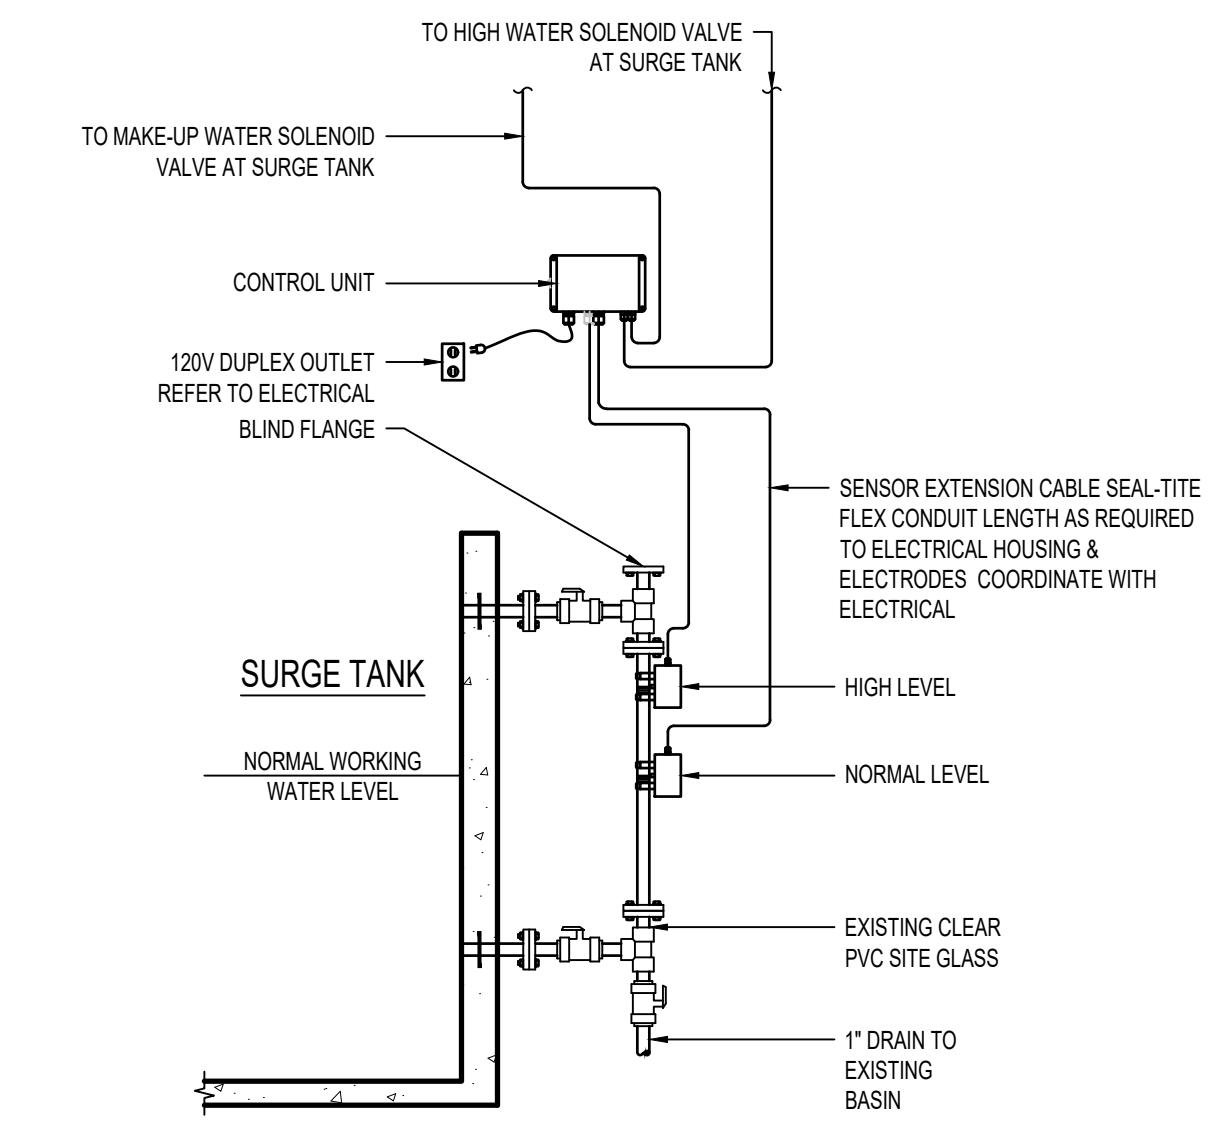 TO HIGH WATER SOLENOID VALVE
AT SURGE TANK
TO MAKE-UP WATER SOLENOID
VALVE AT SURGE TANK
CONTROL UNIT
120V DUPLEX OUTLET
REFER TO ELECTRICAL
BLIND FLANGE
SENSOR EXTENSION CABLE SEAL-TITE
FLEX CONDUIT LENGTH AS REQUIRED
TO ELECTRICAL HOUSING &
ELECTRODES COORDINATE WITH
ELECTRICAL
SURGE TANK
HIGH LEVEL
NORMAL WORKING
WATER LEVEL
NORMAL LEVEL
EXISTING CLEAR
PVC SITE GLASS
1" DRAIN TO
EXISTING
BASIN